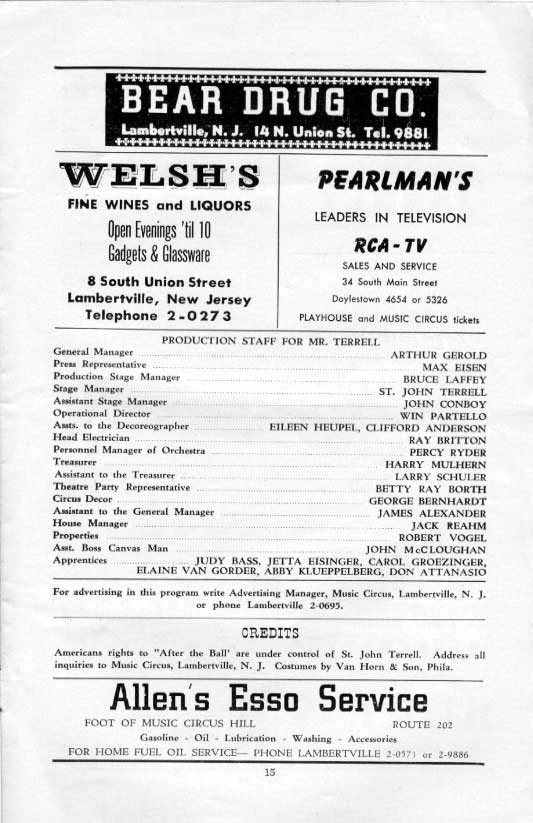 BEAR DRUG CO.
Lambertville, N. J. 14 N. Union St. Tel. 9881
WELSH'S
FINE WINES and LIQUORS
Open Evenings 'til 10
Gadgets & Glassware
8 South Union Street
Lambertville, New Jersey
Telephone 2-0273
PEARLMAN'S
LEADERS IN TELEVISION
RCA - TV
SALES AND SERVICE
34 South Main Street
Doylestown 4654 or 5326
PLAYHOUSE and MUSIC CIRCUS tickets
PRODUCTION STAFF FOR MR. TERRELL
General Manager ARTHUR GEROLD
Press Representative MAX EISEN
Production Stage Manager BRUCE LAFFEY
Stage Manager ST. JOHN TERRELL
Assistant Stage Manager JOHN CONBOY
Operational Director WIN PARTELLO
Assts. to the Decoreographer EILEEN HEUPEL, CLIFFORD ANDERSON
Head Electrician RAY BRITTON
Personnel Manager of Orchestra PERCY RYDER
Treasurer HARRY MULHERN
Assistant to the Treasurer LARRY SCHULER
Theatre Party Representative BETTY RAY BORTH
Circus Decor GEORGE BERNHARDT
Assistant to the General Manager JAMES ALEXANDER
House Manager JACK REAHM
Properties ROBERT VOGEL
Asst. Boss Canvas Man JOHN McCLOUGHAN
Apprentices JUDY BASS, JETTA EISINGER, CAROL GROEZINGER,
ELAINE VAN GORDER, ABBY KLUEPPELBERG, DON ATTANASIO
For advertising in this program write Advertising Manager, Music Circus, Lambertville, N. J.
or phone Lambertville 2-0695.
CREDITS
Americans rights to "After the Ball' are under control of St. John Terrell. Address all
inquiries to Music Circus, Lambertville, N. J. Costumes by Van Horn & Son, Phila.
Allen's Esso Service
FOOT OF MUSIC CIRCUS HILL ROUTE 202
Gasoline - Oil - Lubrication - Washing - Accessories
FOR HOME FUEL OIL SERVICE— PHONE LAMBERTVILLE 2-0571 or 2-9886
15